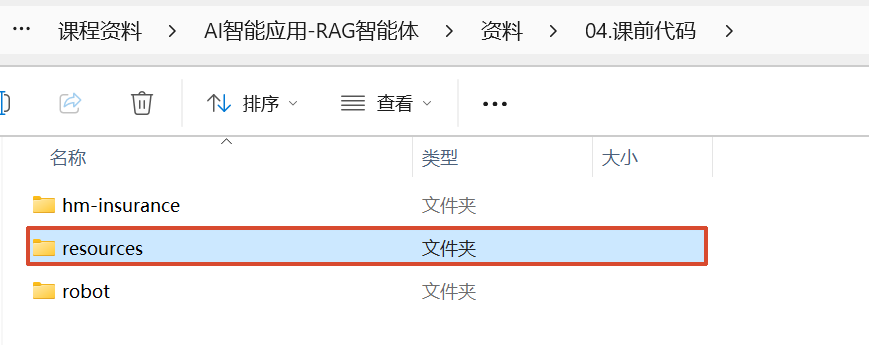 ··· 课程资料 > AI智能应用-RAG智能体 > 资料 > 04.课前代码 >
排序 查看 ···
名称 类型 大小
hm-insurance 文件夹
resources 文件夹
robot 文件夹